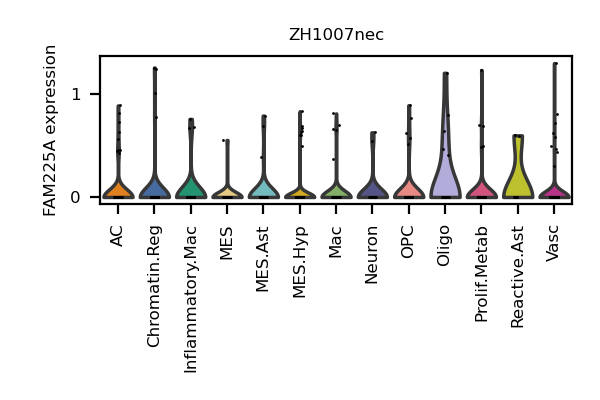 ZH1007nec
FAM225A expression
1
0
AC
Chromatin.Reg
Inflammatory.Mac
MES
MES.Ast
MES.Hyp
Mac
Neuron
OPC
Oligo
Prolif.Metab
Reactive.Ast
Vasc